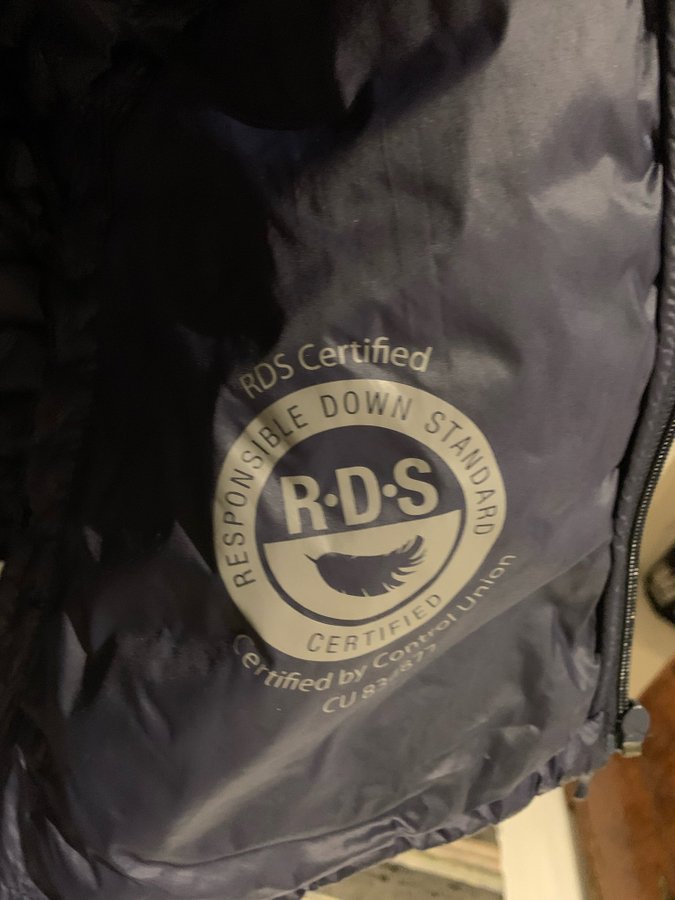 RDS Certified
RESPONSIBLE DOWN STANDARD
R·D·S
CERTIFIED
Certified by Control Union
CU